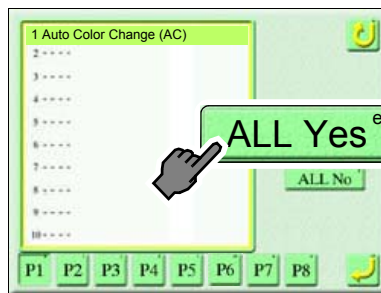 1 Auto Color Change (AC)
2 - - - -
3 - - - -
4 - - - -
5 - - - -
6 - - - -
7 - - - -
8 - - - -
9 - - - -
10 - - - -
ALL Yes e
ALL No
P1 P2 P3 P4 P5 P6 P7 P8